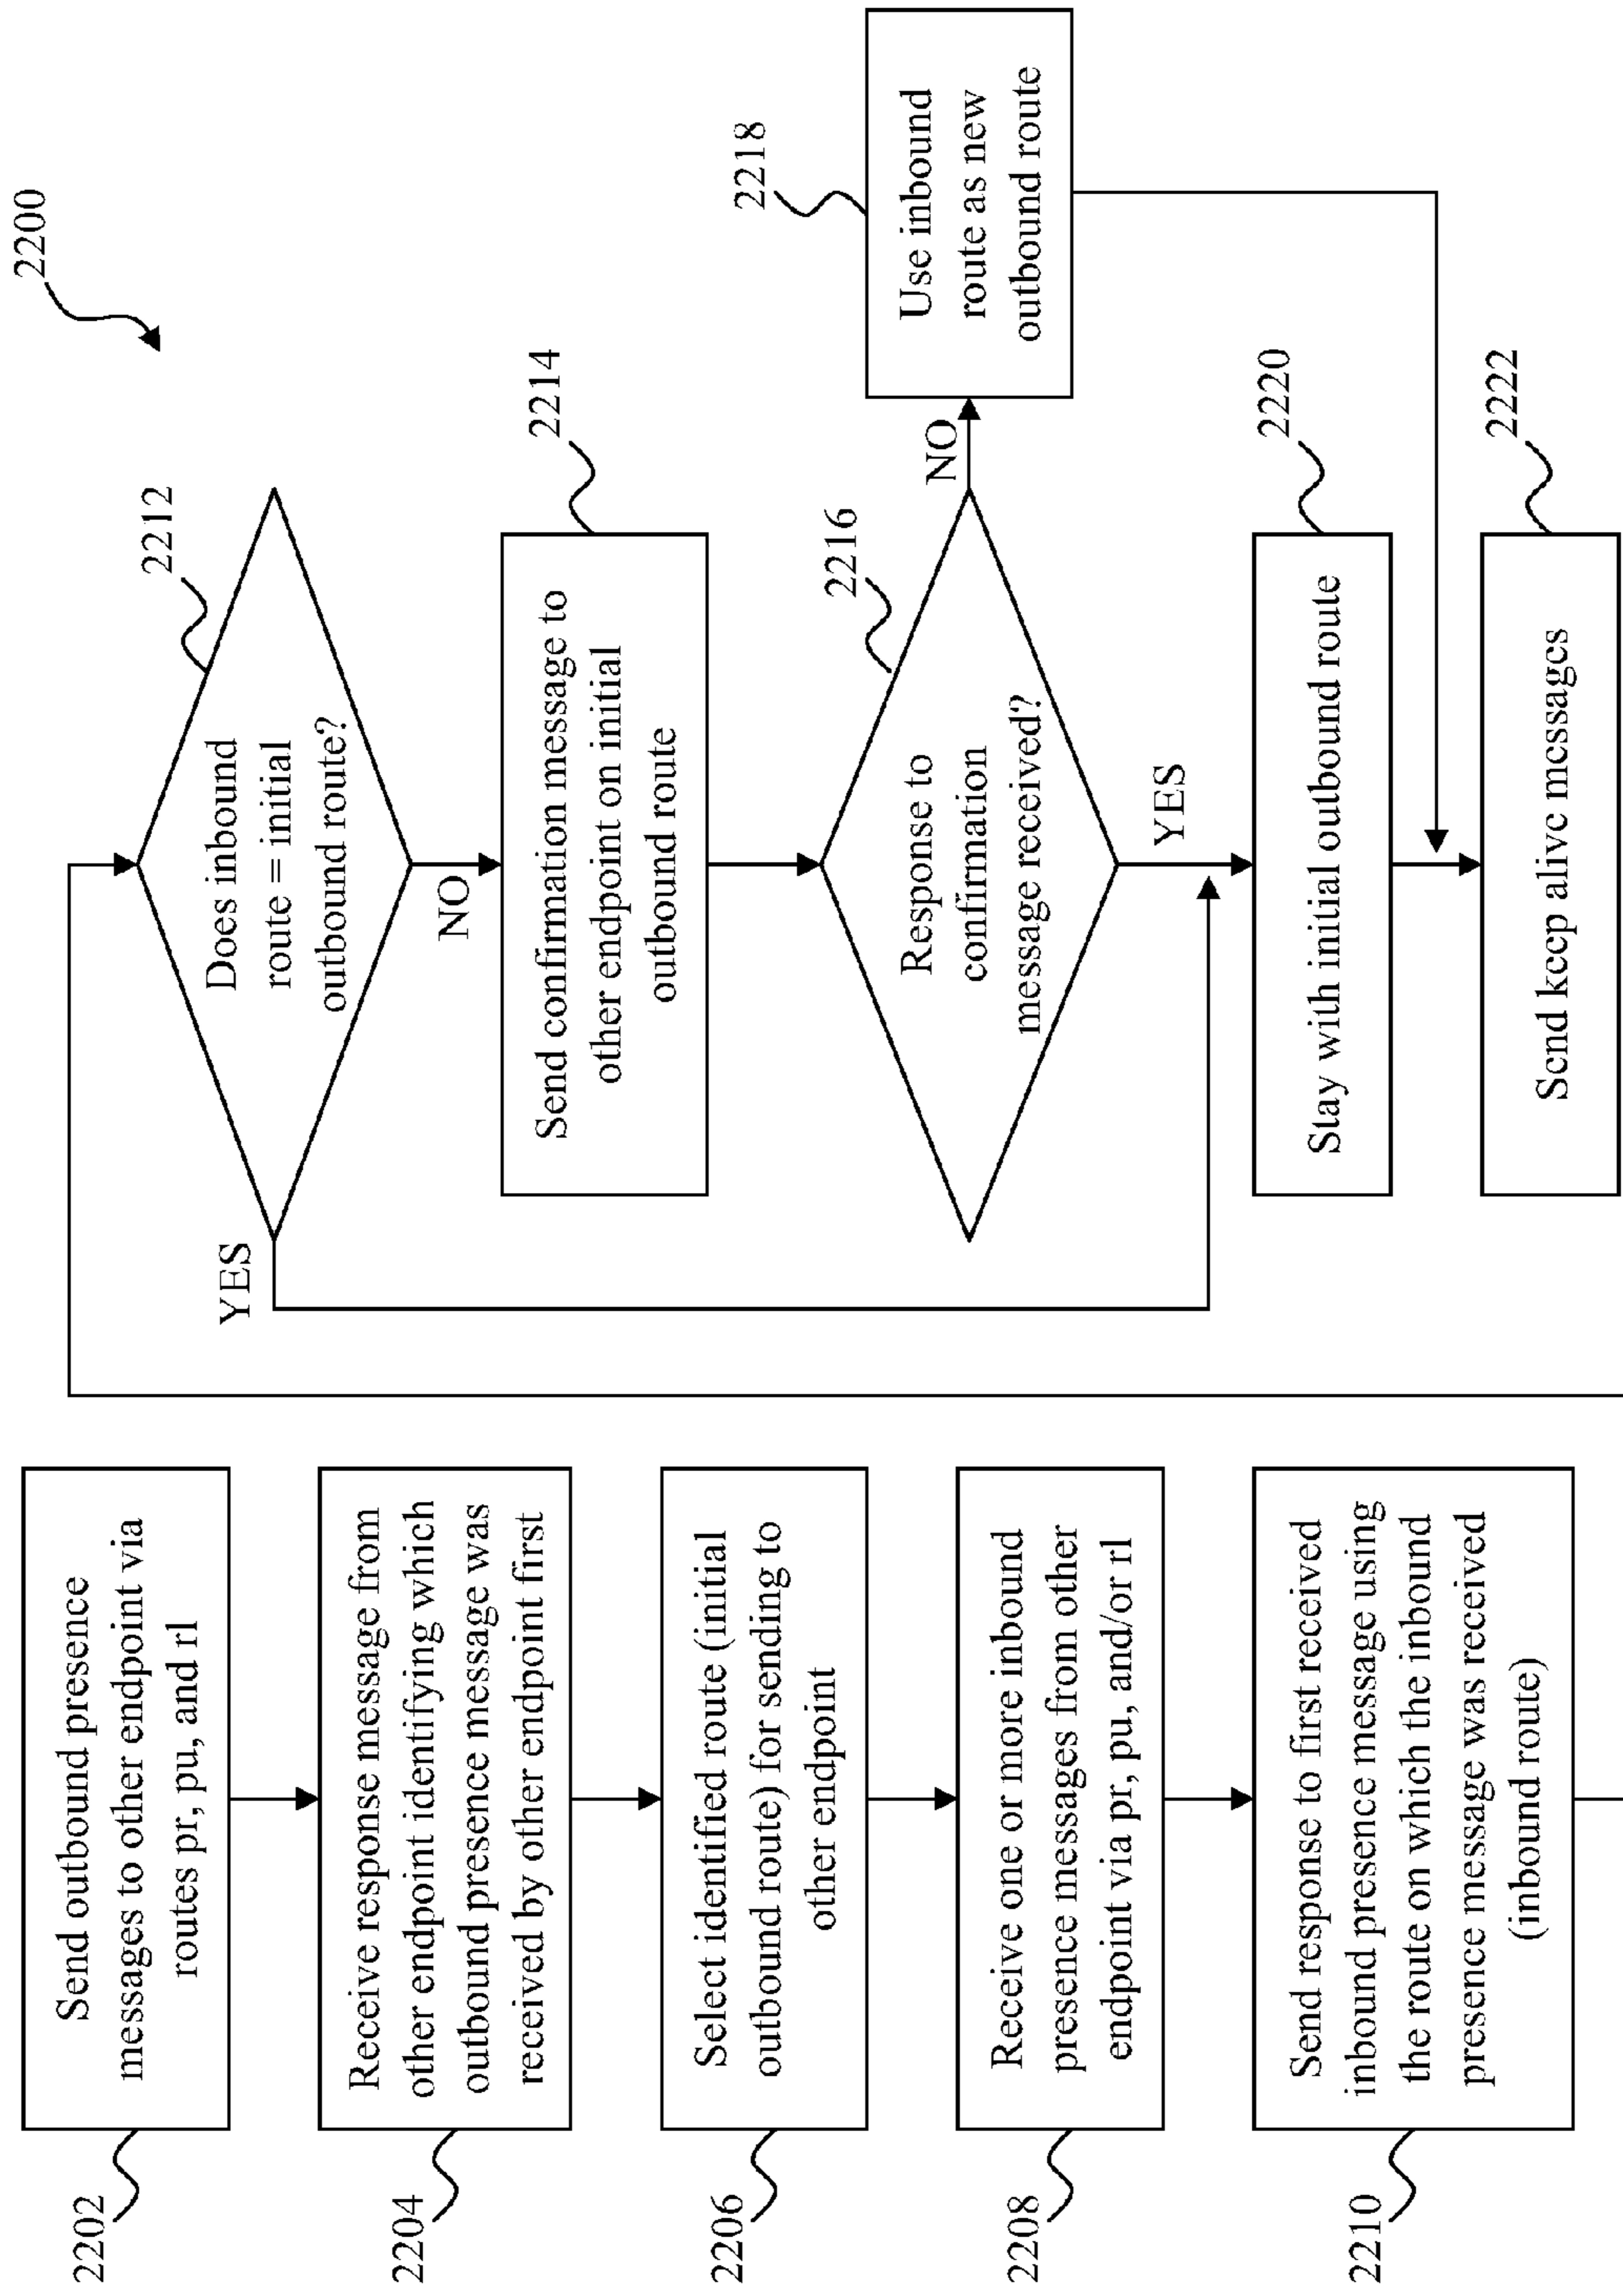 2200
2202
Send outbound presence
messages to other endpoint via
routes pr, pu, and rl
2204
Receive response message from
other endpoint identifying which
outbound presence message was
received by other endpoint first
2206
Select identified route (initial
outbound route) for sending to
other endpoint
2208
Receive one or more inbound
presence messages from other
endpoint via pr, pu, and/or rl
2210
Send response to first received
inbound presence message using
the route on which the inbound
presence message was received
(inbound route)
2212
Does inbound
route = initial
outbound route?
YES
NO
2214
Send confirmation message to
other endpoint on initial
outbound route
2216
Response to
confirmation
message received?
NO
YES
2218
Use inbound
route as new
outbound route
2220
Stay with initial outbound route
2222
Send keep alive messages